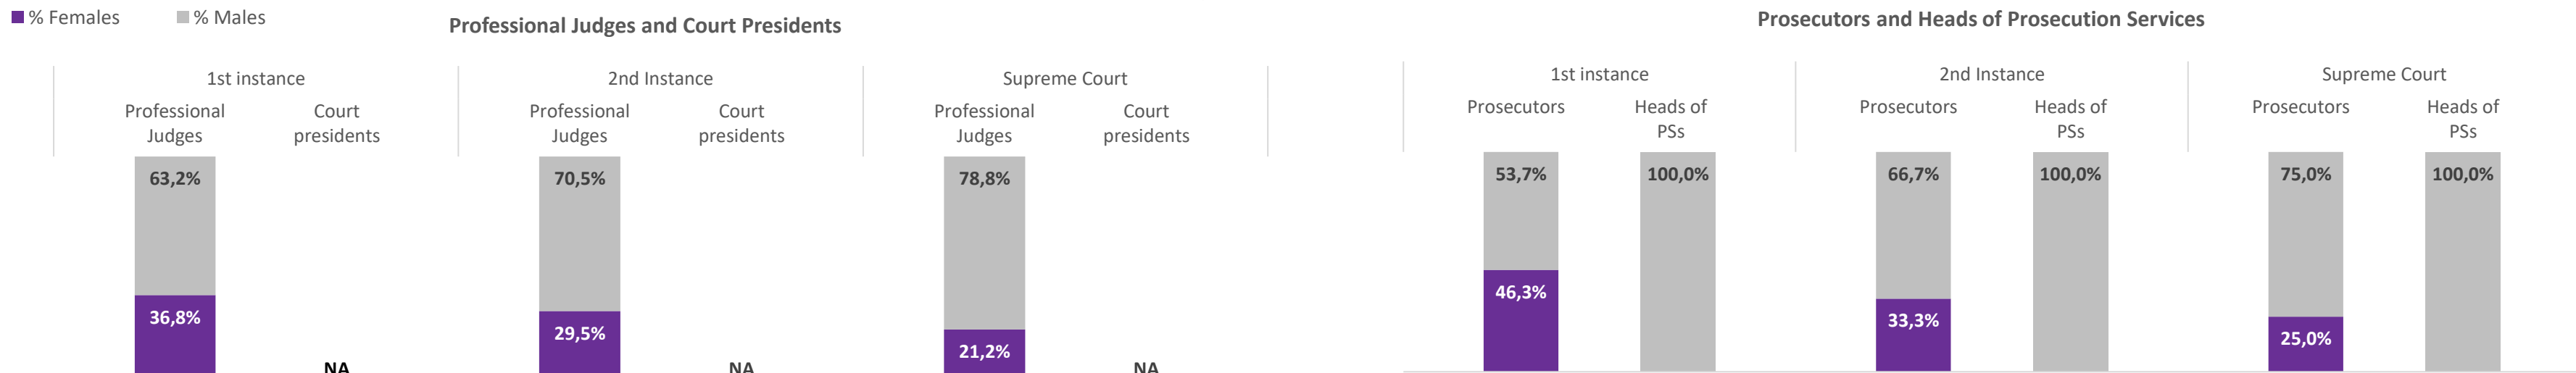 % Females % Males
Professional Judges and Court Presidents
1st instance 2nd Instance Supreme Court
Professional Court Professional Court Professional Court
Judges presidents Judges presidents Judges presidents
63,2% 70,5% 78,8%
36,8% 29,5% 21,2%
NA NA NA
Prosecutors and Heads of Prosecution Services
1st instance 2nd Instance Supreme Court
Prosecutors Heads of Prosecutors Heads of Prosecutors Heads of
PSs PSs PSs
53,7% 100,0% 66,7% 100,0% 75,0% 100,0%
46,3% 33,3% 25,0%